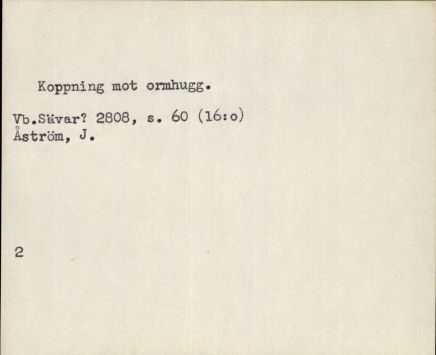 Koppning mot ormhugg.
Vb.Sävar? 2808, s. 60 (16:o)
Åström, J.
2